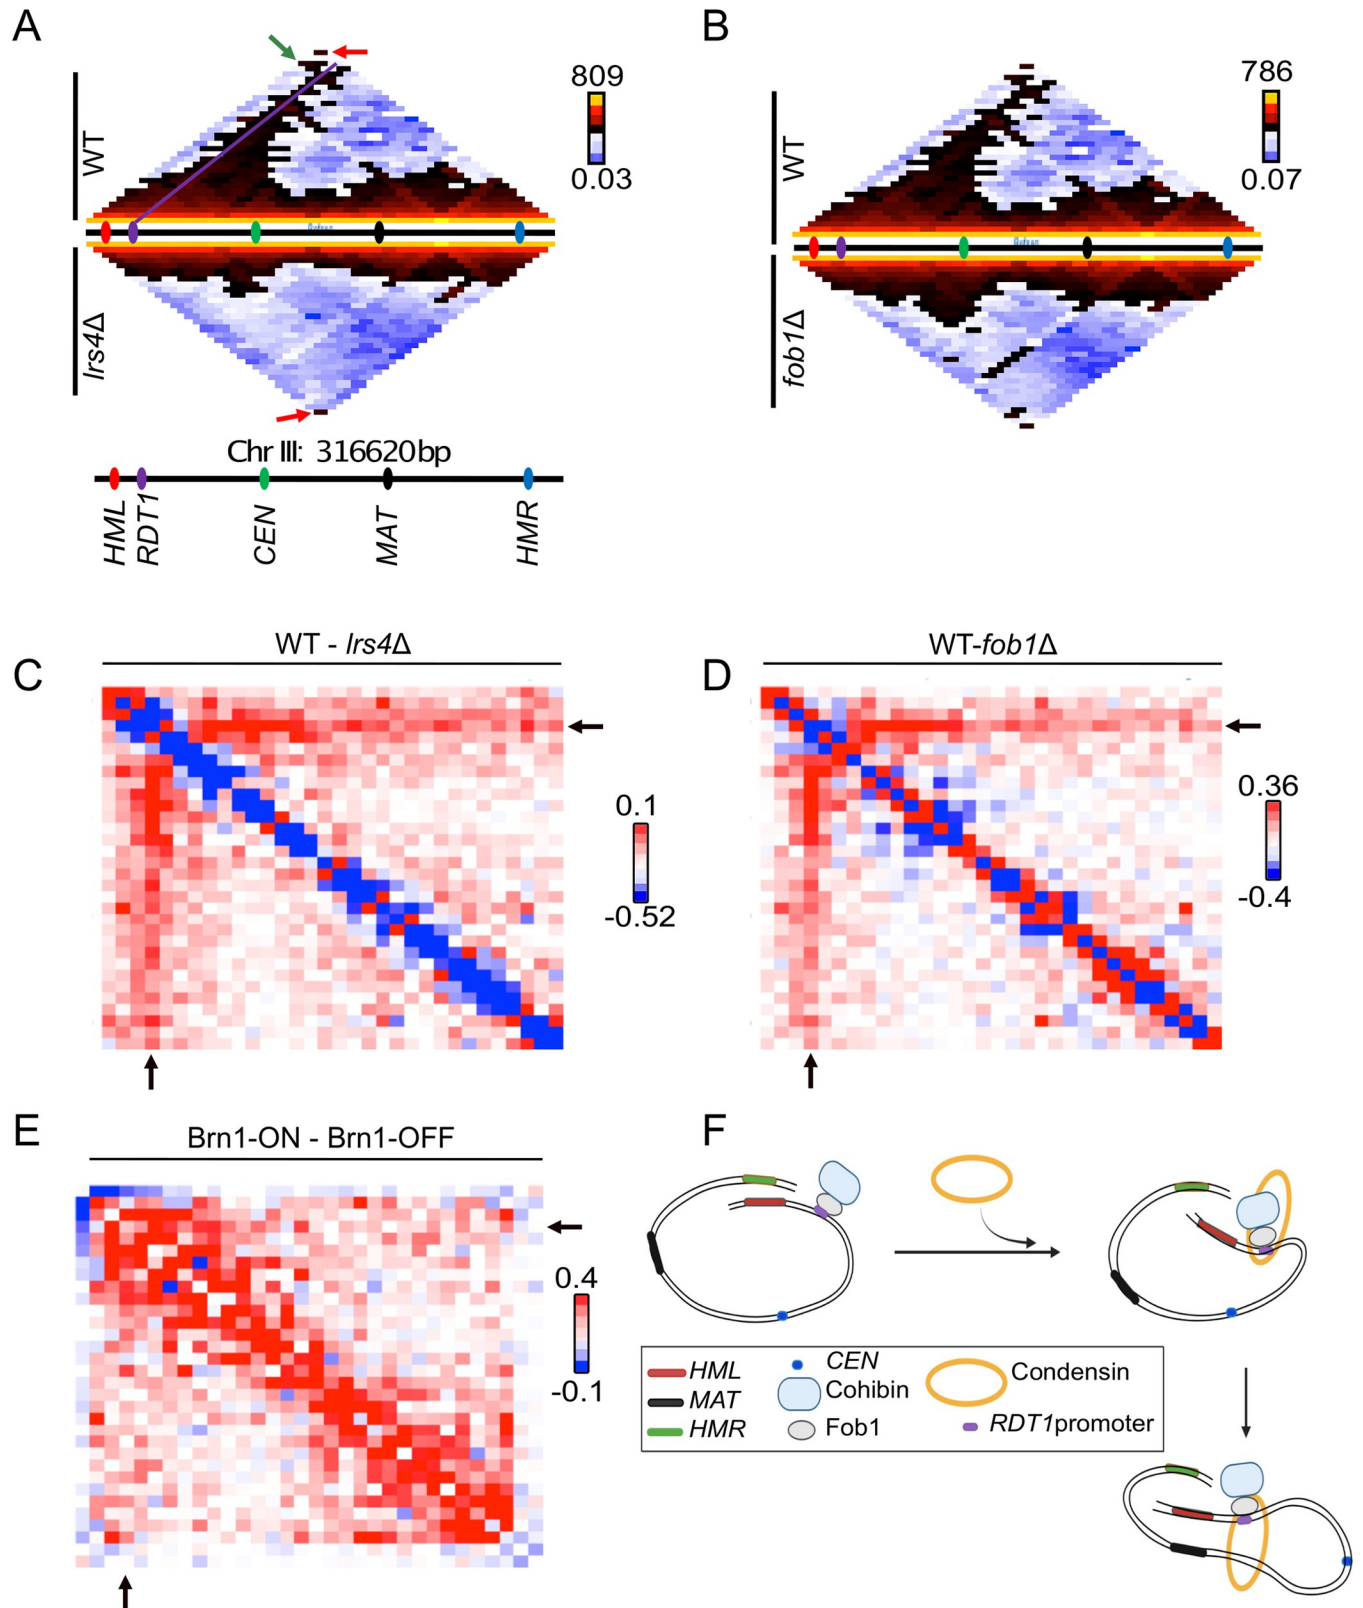 A
B
WT
lrs4Δ
809
0.03
WT
fob1Δ
786
0.07
Chr III: 316620bp
HML
RDT1
CEN
MAT
HMR
C
WT - lrs4Δ
0.1
-0.52
D
WT-fob1Δ
0.36
-0.4
E
Brn1-ON - Brn1-OFF
0.4
-0.1
F
HML
MAT
HMR
CEN
Cohibin
Fob1
Condensin
RDT1promoter